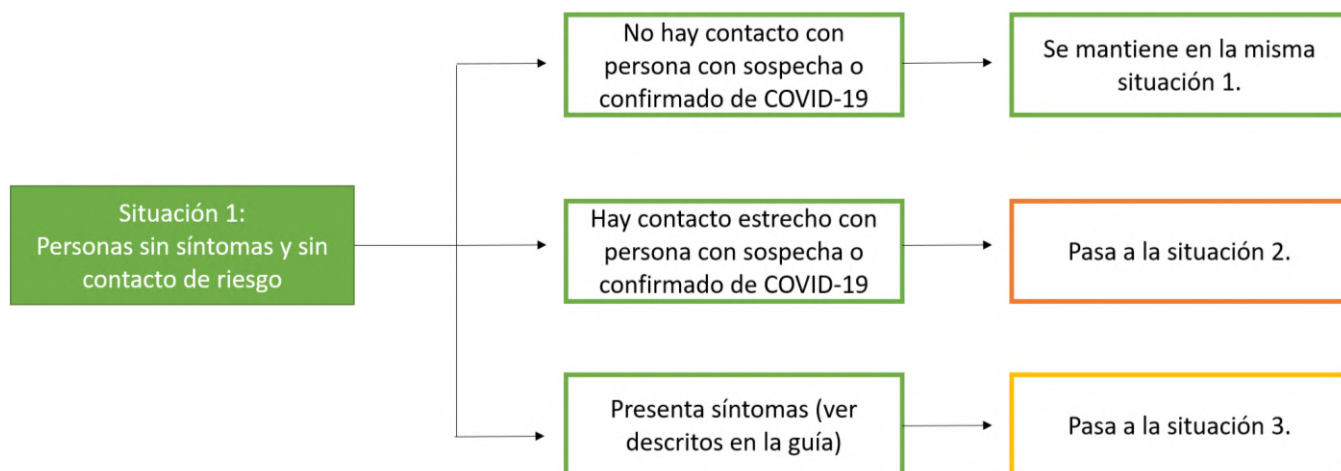 No hay contacto con
persona con sospecha o
confirmado de COVID-19
Se mantiene en la misma
situación 1.
Situación 1:
Personas sin síntomas y sin
contacto de riesgo
Hay contacto estrecho con
persona con sospecha o
confirmado de COVID-19
Pasa a la situación 2.
Presenta síntomas (ver
descritos en la guía)
Pasa a la situación 3.